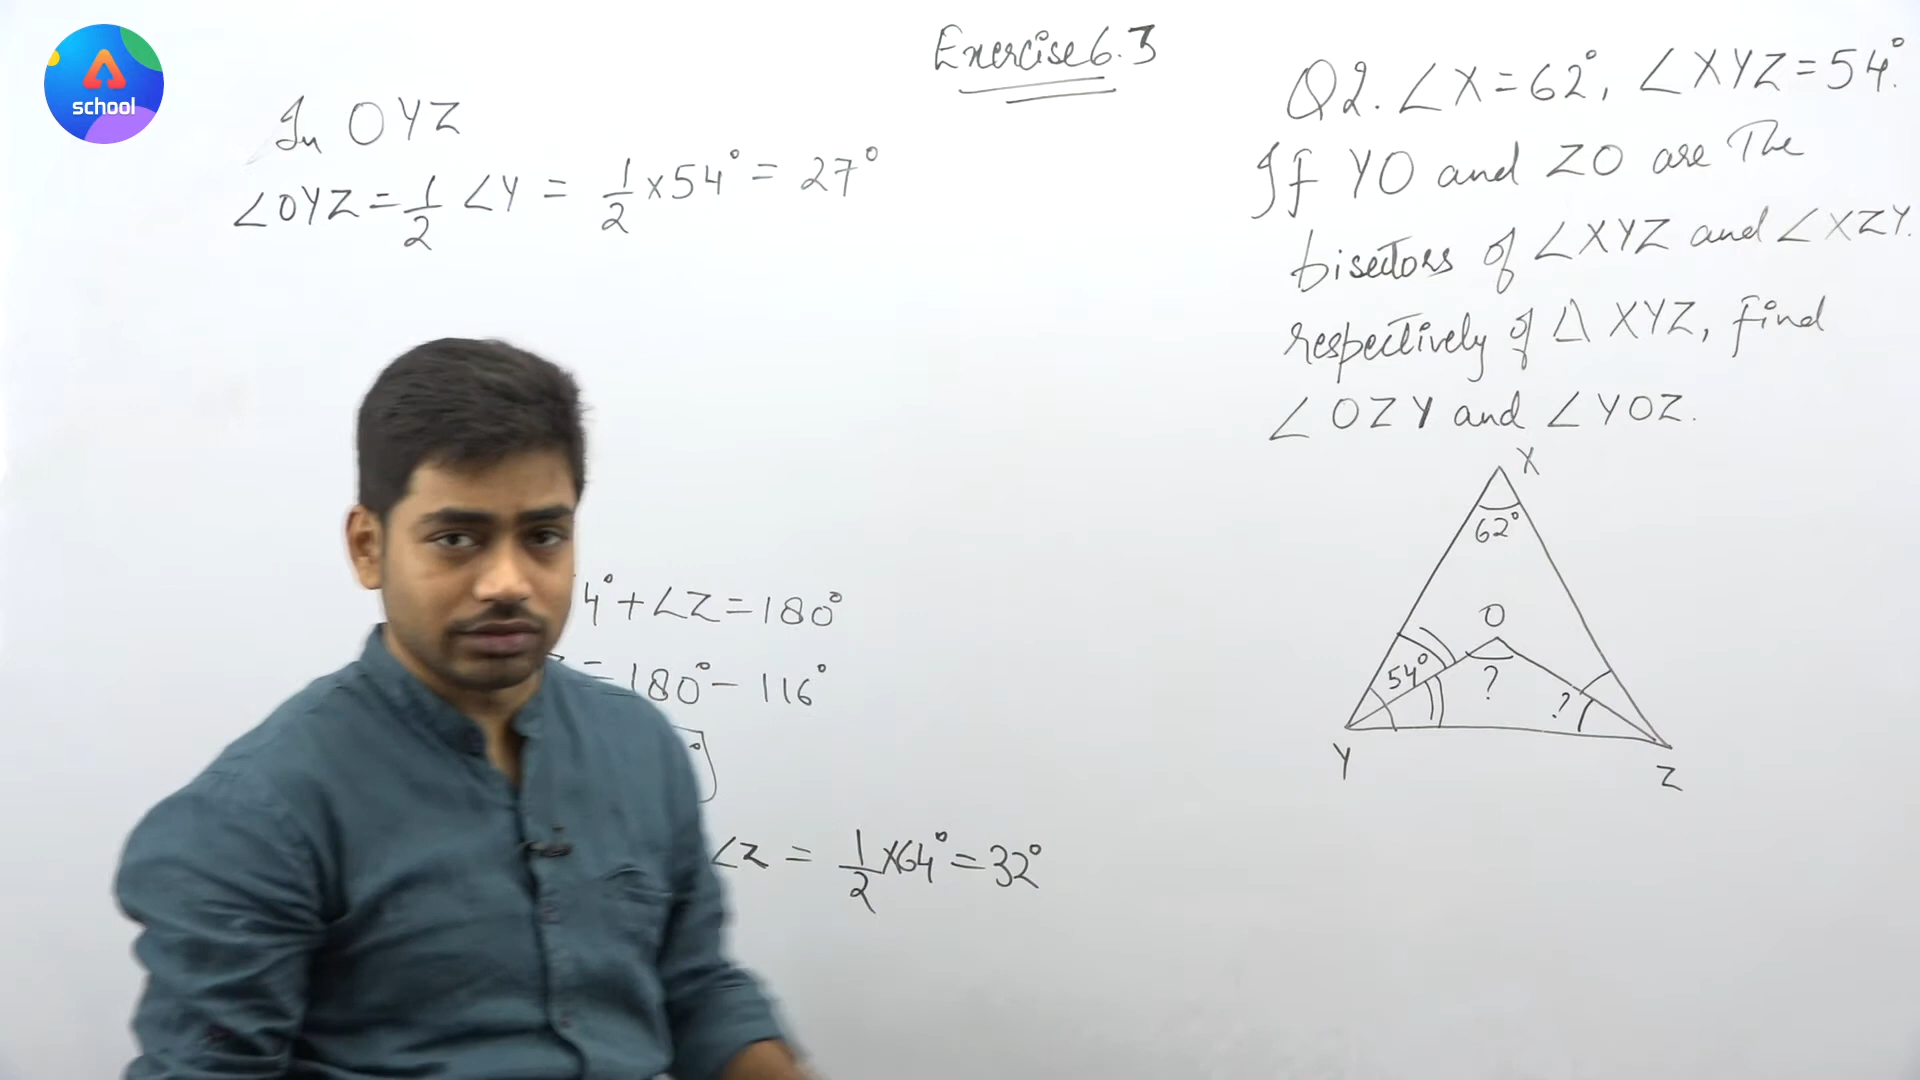 school
Exercise 6.3
In OYZ
∠OYZ = 1/2 ∠Y = 1/2 × 54° = 27°
4° + ∠Z = 180°
= 180° - 116°
∠Z = 1/2 × 64° = 32°
Q2. ∠X = 62°, ∠XYZ = 54°.
If YO and ZO are The
bisectors of ∠XYZ and ∠XZY.
respectively of △ XYZ, find
∠OZY and ∠YOZ.
X
62°
O
54°
?
?
Y
Z